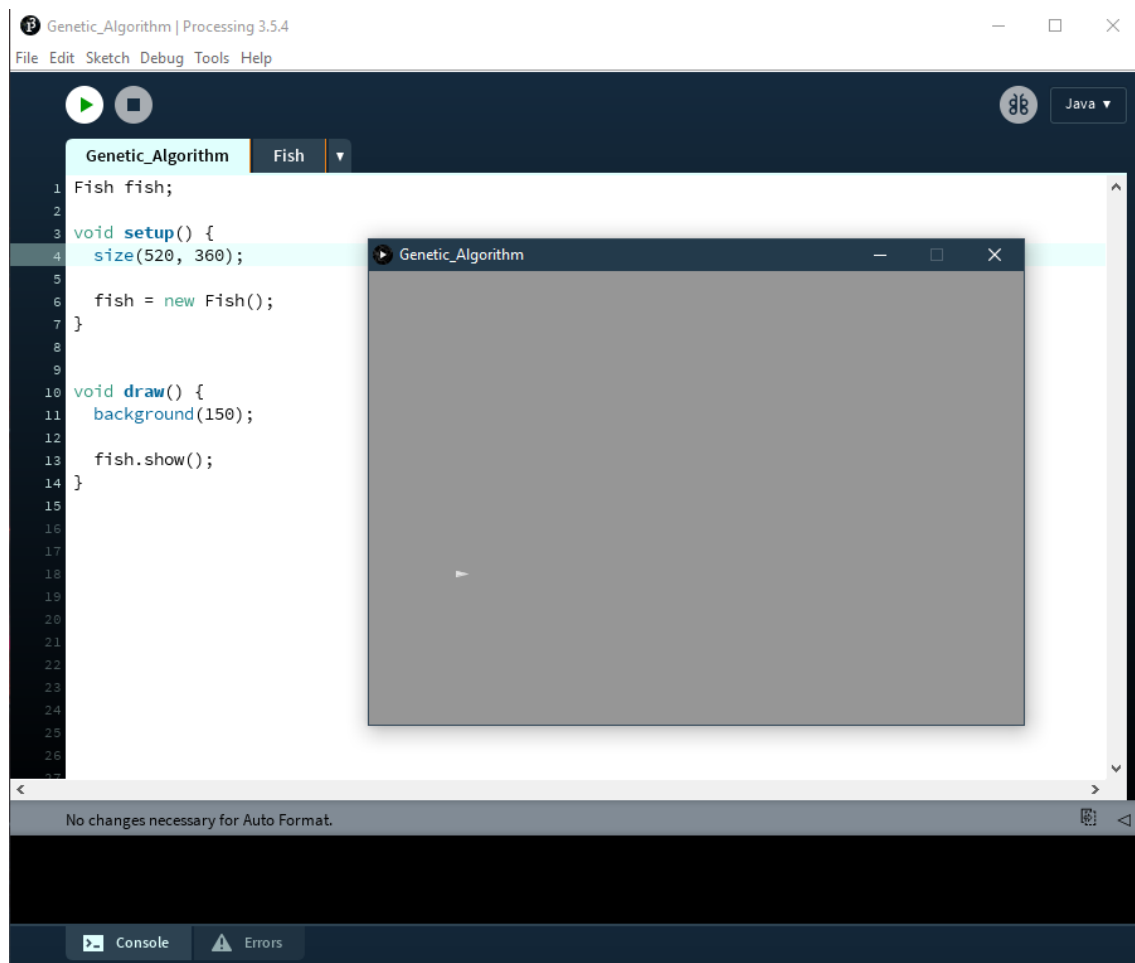 Genetic_Algorithm | Processing 3.5.4
File Edit Sketch Debug Tools Help
Java ▼
Genetic_Algorithm Fish ▼
1 Fish fish;
2
3 void setup() {
4 size(520, 360);
5
6 fish = new Fish();
7 }
8
9
10 void draw() {
11 background(150);
12
13 fish.show();
14 }
15
16
17
18
19
20
21
22
23
24
25
26
27
Genetic_Algorithm
No changes necessary for Auto Format.
Console Errors